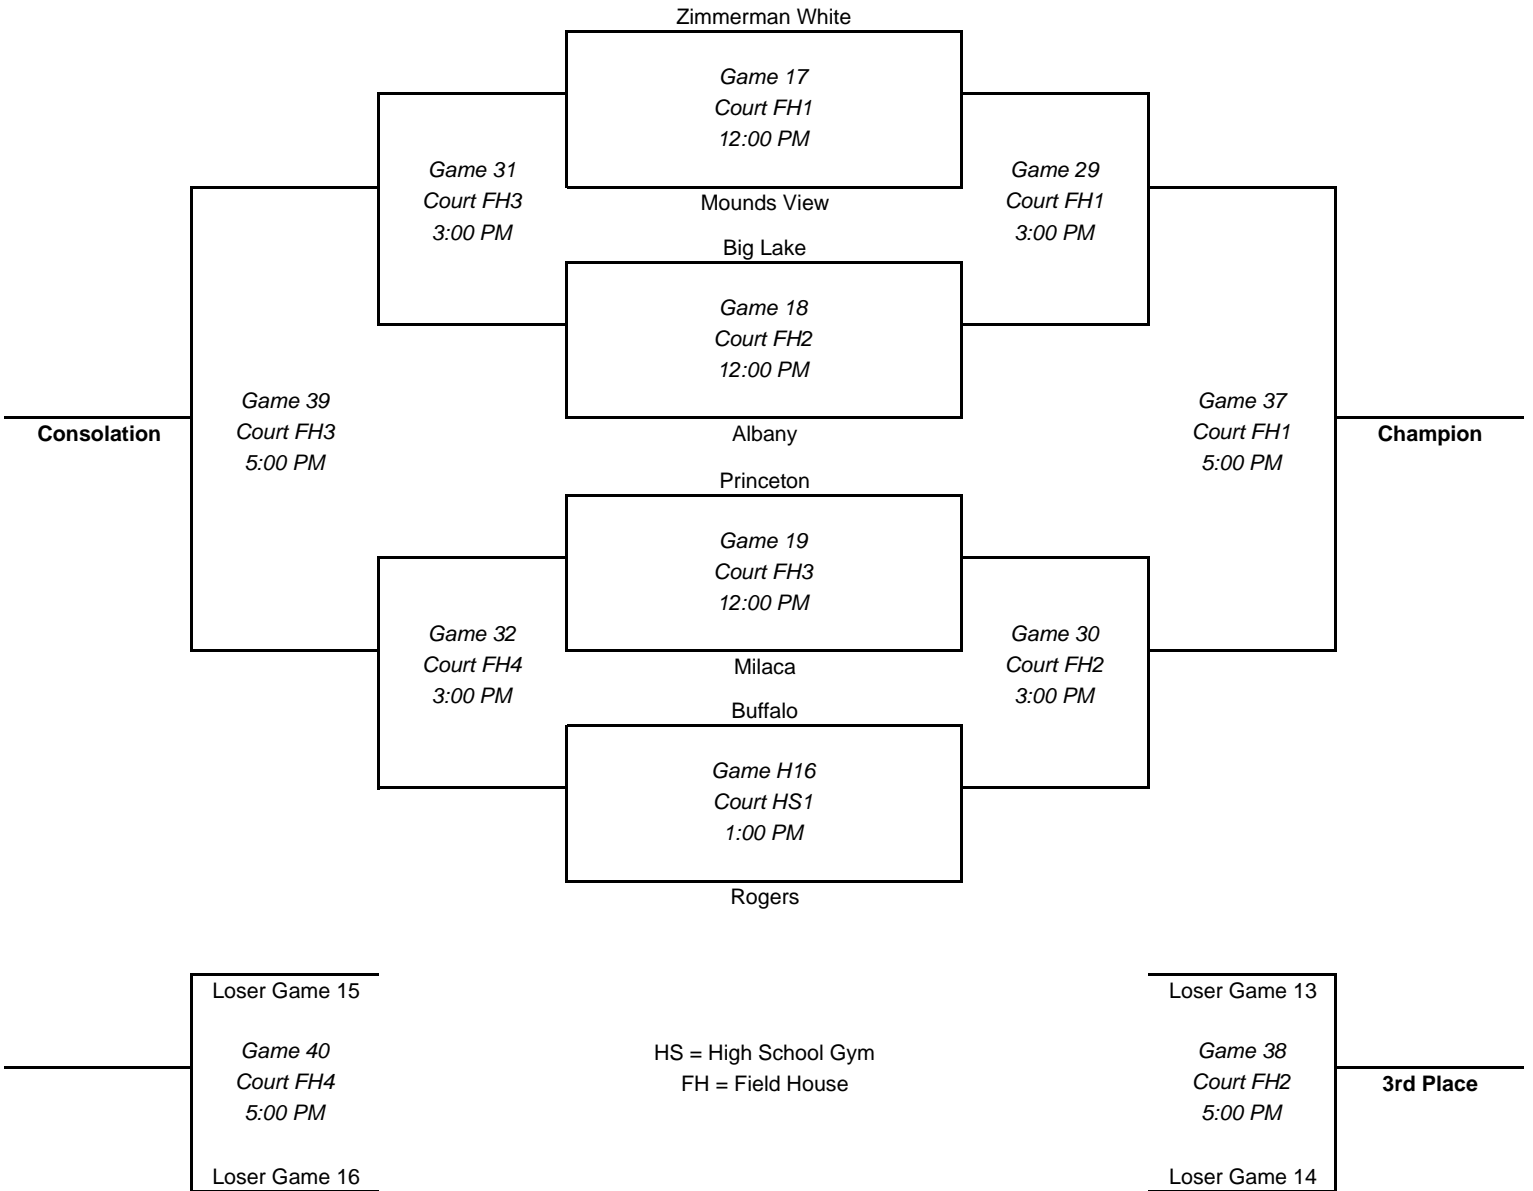 Zimmerman White
Game 17
Court FH1
12:00 PM
Game 31
Court FH3
3:00 PM
Game 29
Court FH1
3:00 PM
Mounds View
Big Lake
Game 18
Court FH2
12:00 PM
Game 39
Court FH3
5:00 PM
Game 37
Court FH1
5:00 PM
Consolation
Albany
Champion
Princeton
Game 19
Court FH3
12:00 PM
Game 32
Court FH4
3:00 PM
Game 30
Court FH2
3:00 PM
Milaca
Buffalo
Game H16
Court HS1
1:00 PM
Rogers
Loser Game 15
Loser Game 13
Game 40
Court FH4
5:00 PM
HS = High School Gym
FH = Field House
Game 38
Court FH2
5:00 PM
3rd Place
Loser Game 16
Loser Game 14